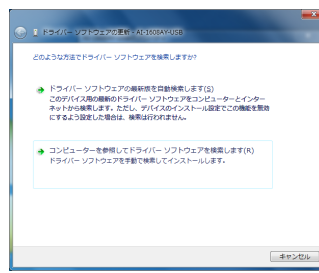 ドライバー ソフトウェアの更新 - AI-1608AY-USB
どのような方法でドライバー ソフトウェアを検索しますか?
ドライバー ソフトウェアの最新版を自動検索します(S)
このデバイス用の最新のドライバー ソフトウェアをコンピューターとインター
ネットから検索します。ただし、デバイスのインストール設定でこの機能を無効
にするよう設定した場合は、検索は行われません。
コンピューターを参照してドライバー ソフトウェアを検索します(R)
ドライバー ソフトウェアを手動で検索してインストールします。
キャンセル